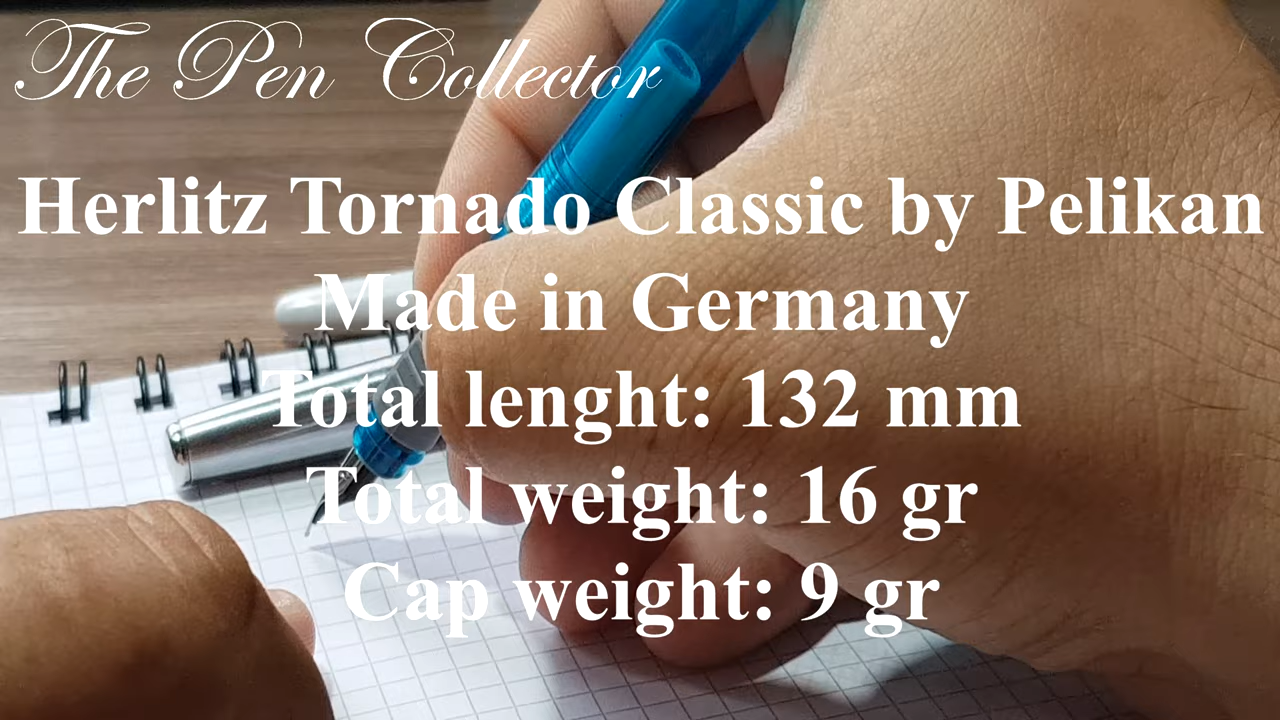 The Pen Collector
Herlitz Tornado Classic by Pelikan
Made in Germany
Total lenght: 132 mm
Total weight: 16 gr
Cap weight: 9 gr